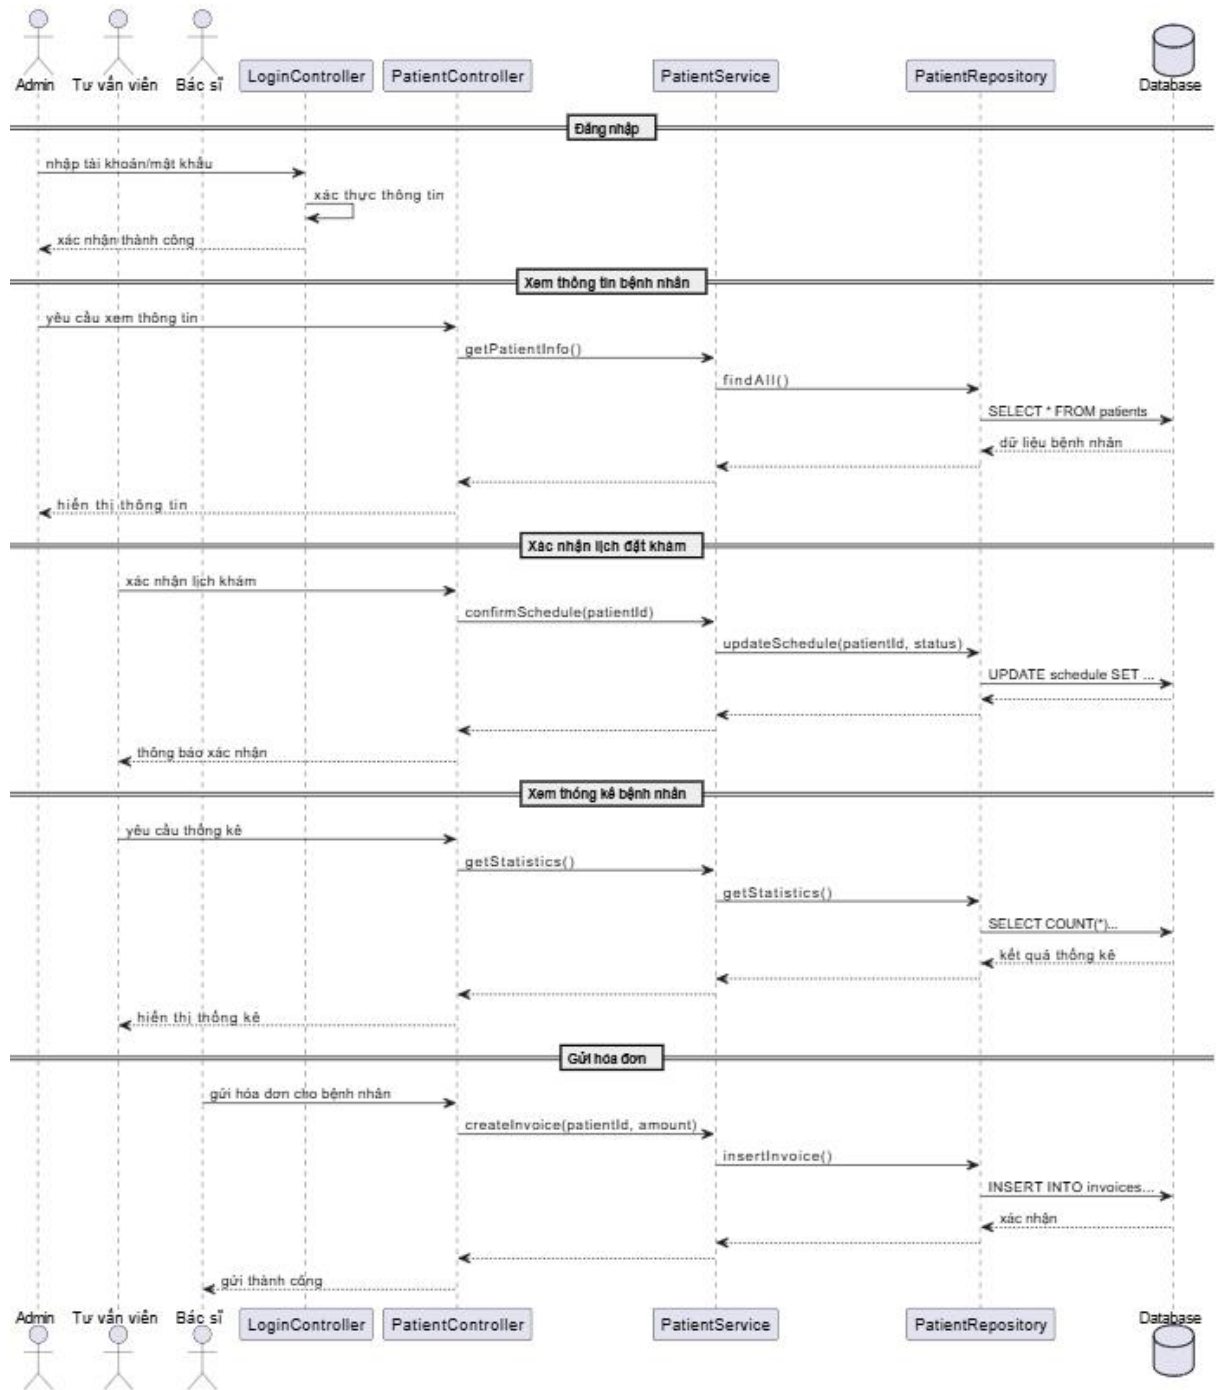 Admin Tư vấn viên Bác sĩ LoginController PatientController PatientService PatientRepository Database
Đăng nhập
nhập tài khoản/mật khẩu
xác thực thông tin
xác nhận thành công
Xem thông tin bệnh nhân
yêu cầu xem thông tin
getPatientInfo()
findAll()
SELECT * FROM patients
dữ liệu bệnh nhân
hiển thị thông tin
Xác nhận lịch đặt khám
xác nhận lịch khám
confirmSchedule(patientId)
updateSchedule(patientId, status)
UPDATE schedule SET ...
thông báo xác nhận
Xem thống kê bệnh nhân
yêu cầu thống kê
getStatistics()
getStatistics()
SELECT COUNT(*)...
kết quả thống kê
hiển thị thống kê
Gửi hóa đơn
gửi hóa đơn cho bệnh nhân
createInvoice(patientId, amount)
insertInvoice()
INSERT INTO invoices...
xác nhận
gửi thành công
Admin Tư vấn viên Bác sĩ LoginController PatientController PatientService PatientRepository Database